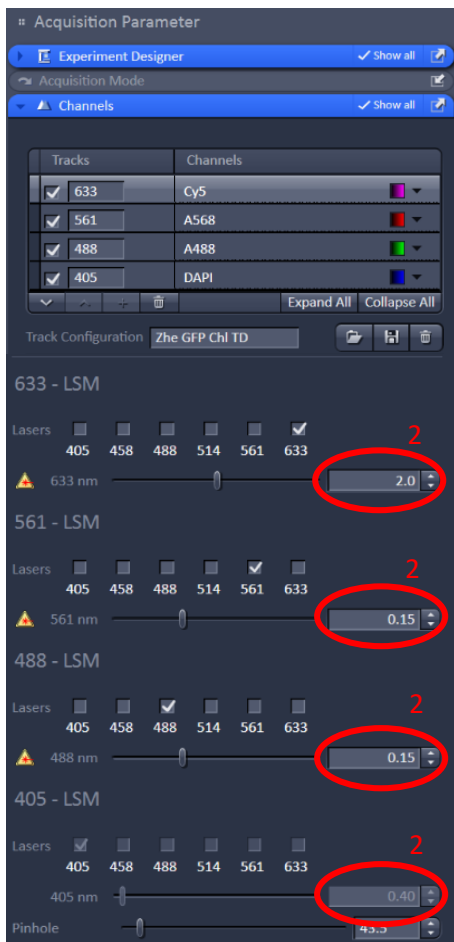 Acquisition Parameter
Experiment Designer Show all
Acquisition Mode
Channels Show all
Tracks Channels
633 Cy5
561 A568
488 A488
405 DAPI
Expand All Collapse All
Track Configuration Zhe GFP Chl TD
633 - LSM
Lasers 2
405 458 488 514 561 633
633 nm 2.0
561 - LSM
2
Lasers
405 458 488 514 561 633
561 nm 0.15
488 - LSM
Lasers 2
405 458 488 514 561 633
488 nm 0.15
405 - LSM
Lasers 2
405 458 488 514 561 633
405 nm 0.40
Pinhole 43.5